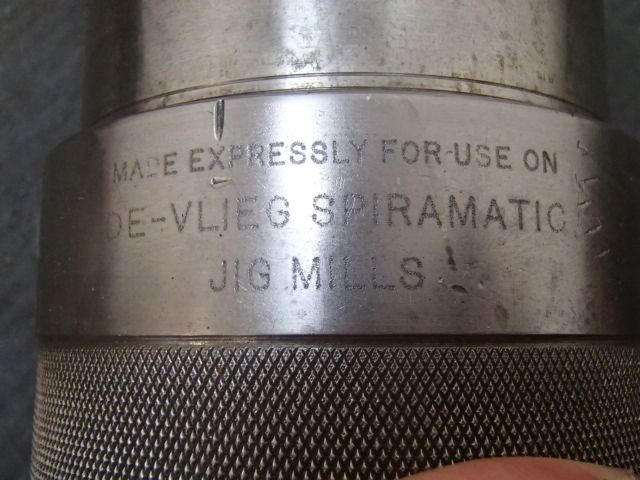 MADE EXPRESSLY FOR-USE ON
DE-VLIEG SPIRAMATIC
JIG MILLS